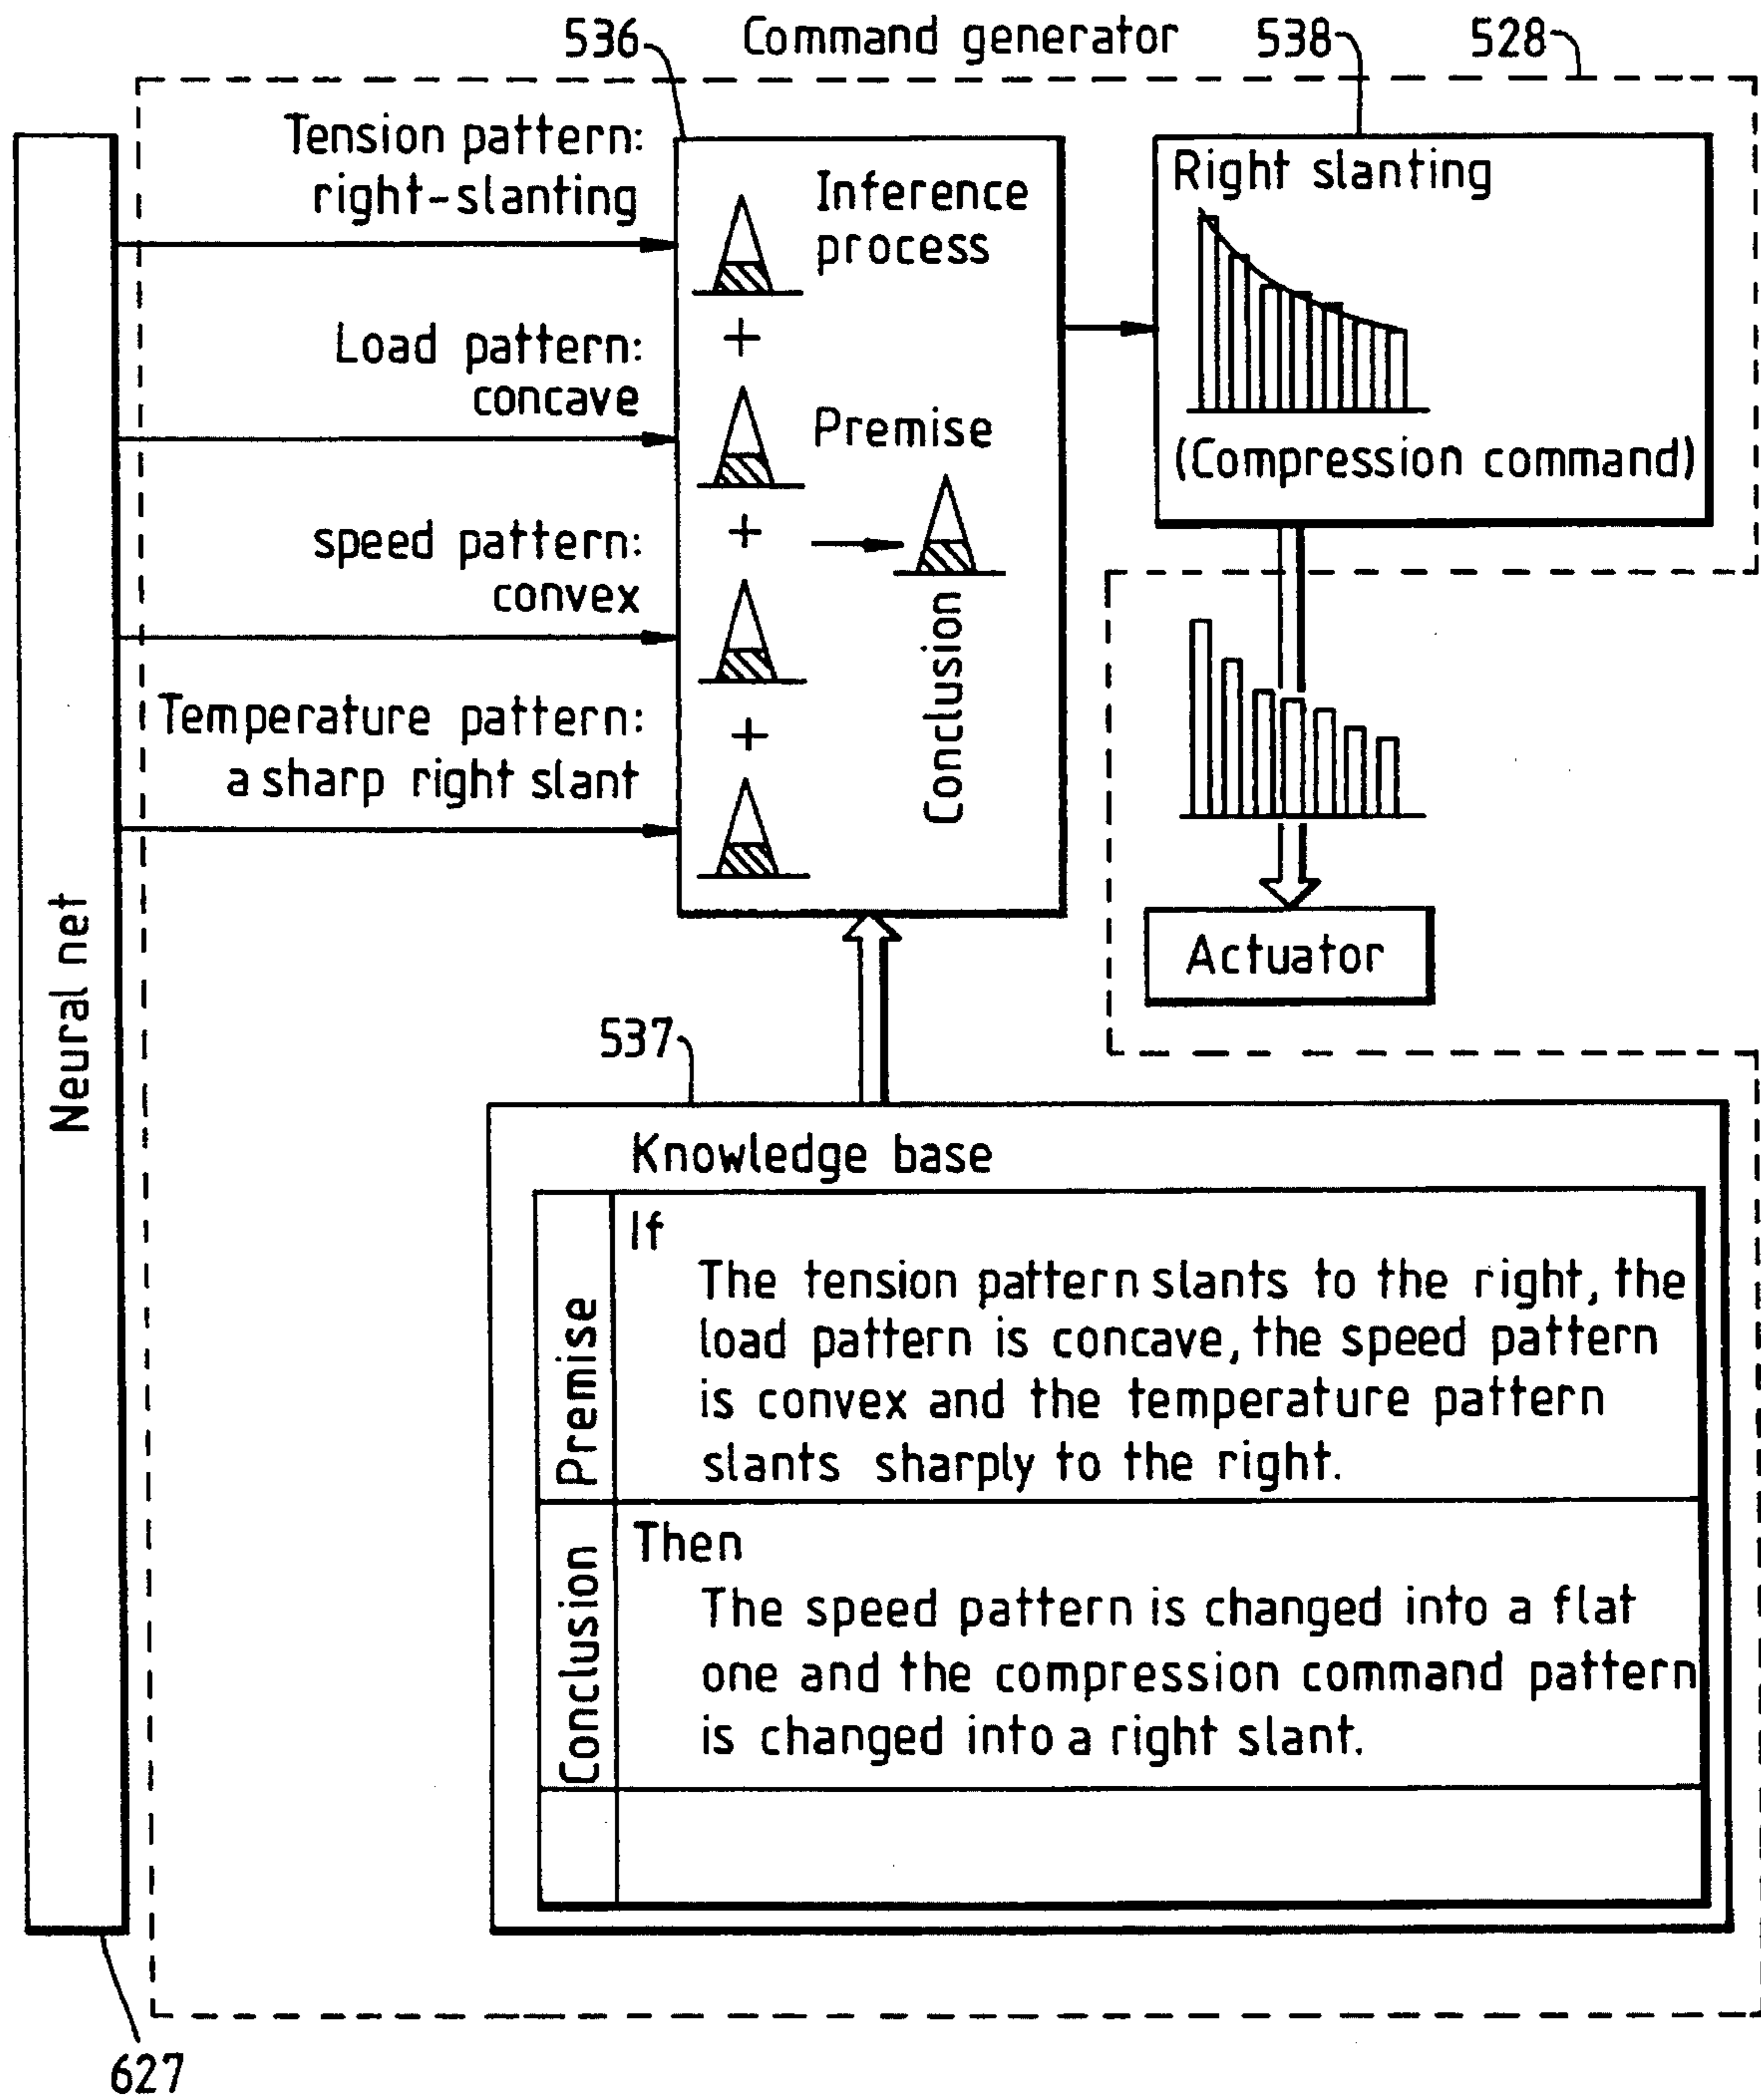 536
Command generator
538
528
Tension pattern:
right-slanting
Load pattern:
concave
speed pattern:
convex
Temperature pattern:
a sharp right slant
Neural net
627
Inference
process
+
Premise
+
+
Conclusion
Right slanting
(Compression command)
Actuator
537
Knowledge base
Premise
If
The tension pattern slants to the right, the
load pattern is concave, the speed pattern
is convex and the temperature pattern
slants sharply to the right.
Conclusion
Then
The speed pattern is changed into a flat
one and the compression command pattern
is changed into a right slant.